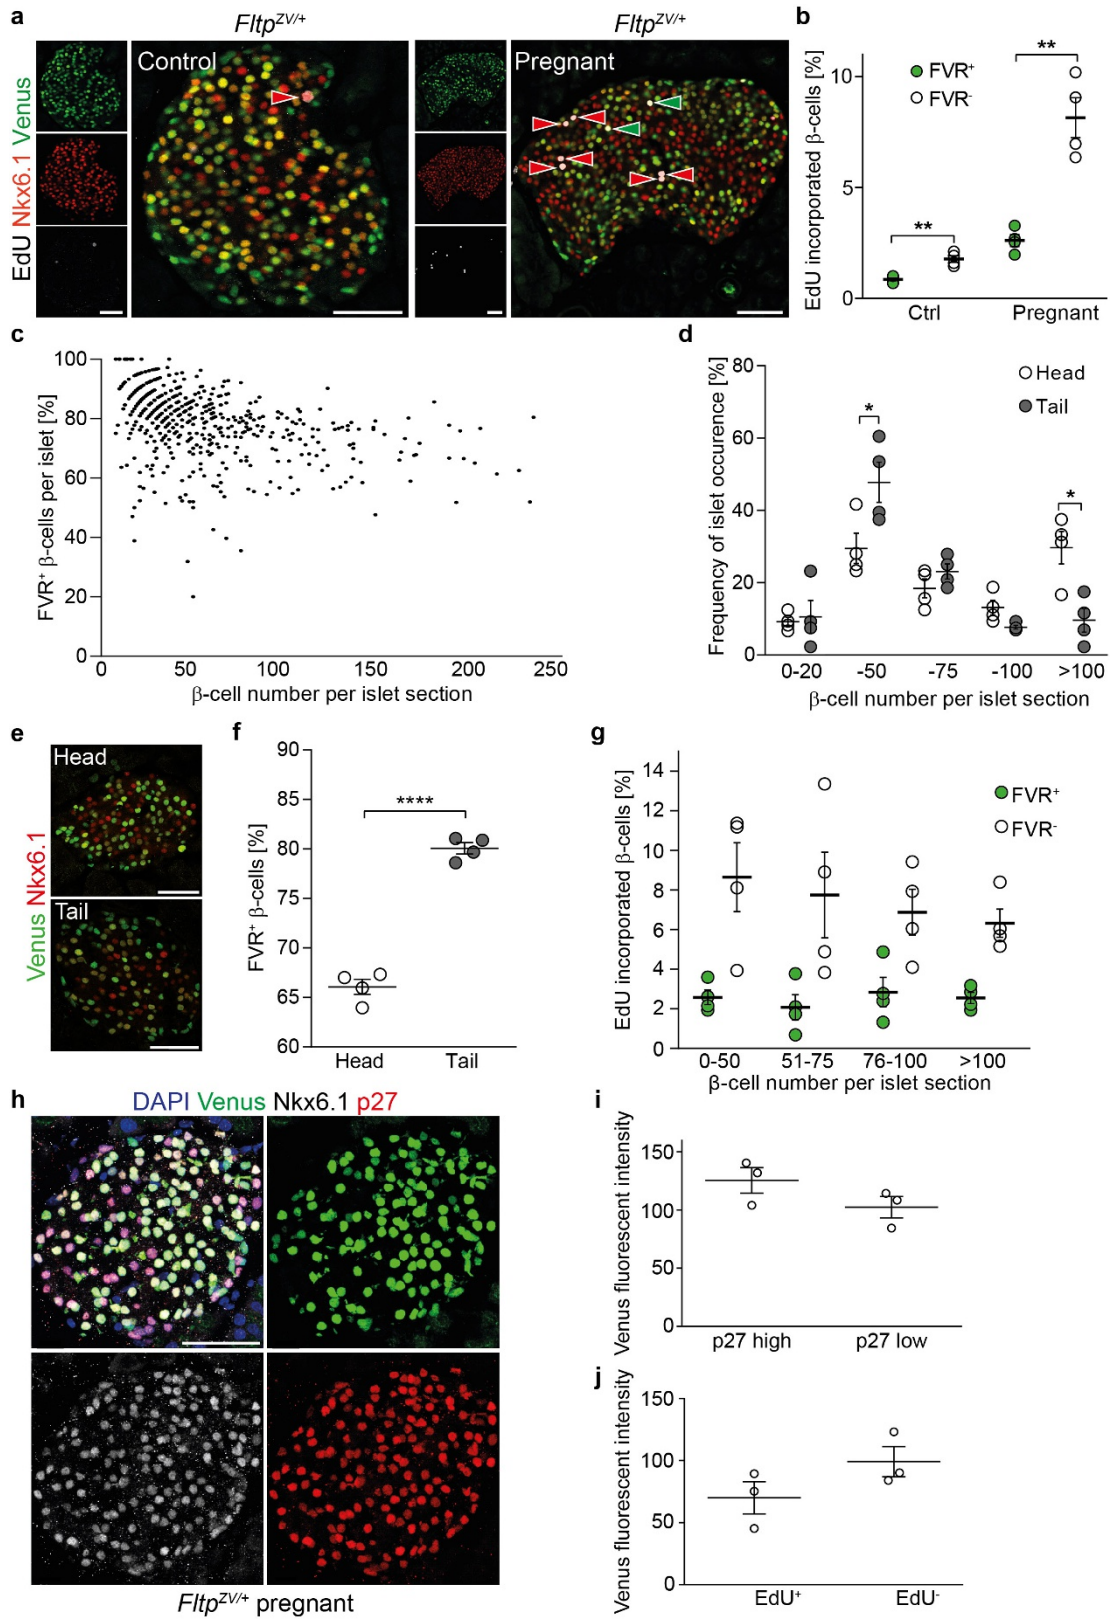 a
Fltp^ZV/+
Fltp^ZV/+
EdU Nkx6.1 Venus
Control
Pregnant
b
**
FVR+
FVR-
**
10
5
0
EdU incorporated β-cells [%]
Ctrl
Pregnant
c
100
80
60
40
20
0
FVR+ β-cells per islet [%]
0
50
100
150
200
250
β-cell number per islet section
d
80
60
40
20
0
Frequency of islet occurence [%]
Head
Tail
*
*
0-20
-50
-75
-100
>100
β-cell number per islet section
e
Venus Nkx6.1
Head
Tail
f
90
85
80
75
70
65
60
FVR+ β-cells [%]
****
Head
Tail
g
14
12
10
8
6
4
2
0
EdU incorporated β-cells [%]
FVR+
FVR-
0-50
51-75
76-100
>100
β-cell number per islet section
h
DAPI Venus Nkx6.1 p27
Fltp^ZV/+ pregnant
i
150
100
50
0
Venus fluorescent intensity
p27 high
p27 low
j
150
100
50
0
Venus fluorescent intensity
EdU+
EdU-